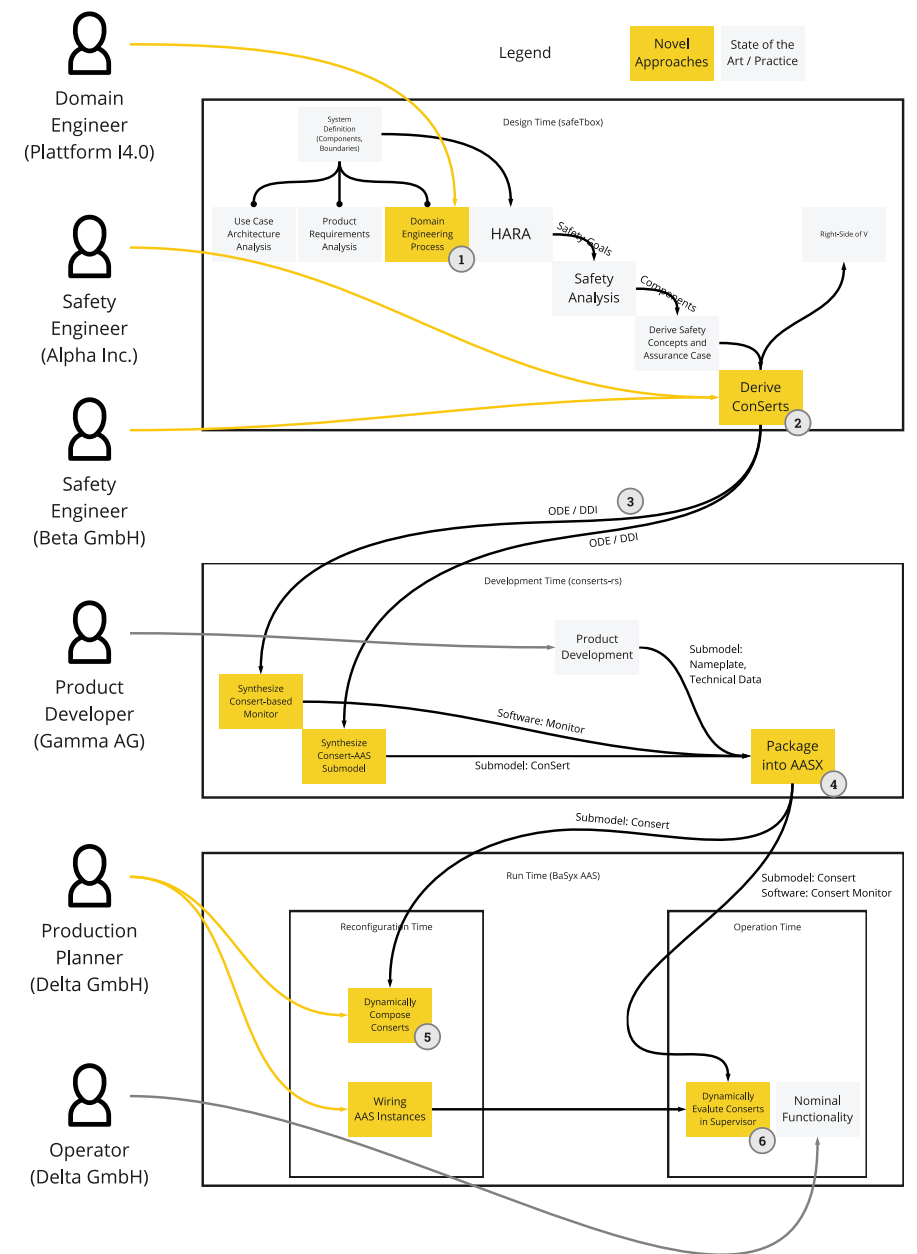 Legend
Novel
Approaches
State of the
Art / Practice
Domain
Engineer
(Plattform I4.0)
Design Time (safeTbox)
System
Definition
(Components,
Boundaries)
Use Case
Architecture
Analysis
Product
Requirements
Analysis
Domain
Engineering
Process
1
HARA
Safety Goals
Safety
Analysis
Components
Derive Safety
Concepts and
Assurance Case
Right-Side of V
Derive
ConSerts
2
Safety
Engineer
(Alpha Inc.)
Safety
Engineer
(Beta GmbH)
3
ODE / DDI
ODE / DDI
Development Time (conserts-rs)
Product
Developer
(Gamma AG)
Product
Development
Submodel:
Nameplate,
Technical Data
Synthesize
Consert-based
Monitor
Software: Monitor
Synthesize
Consert-AAS
Submodel
Submodel: ConSert
Package
into AASX
4
Submodel: Consert
Run Time (BaSyx AAS)
Submodel: Consert
Software: Consert Monitor
Production
Planner
(Delta GmbH)
Reconfiguration Time
Operation Time
Dynamically
Compose
Conserts
5
Wiring
AAS Instances
Dynamically
Evalute Conserts
in Supervisor
6
Nominal
Functionality
Operator
(Delta GmbH)